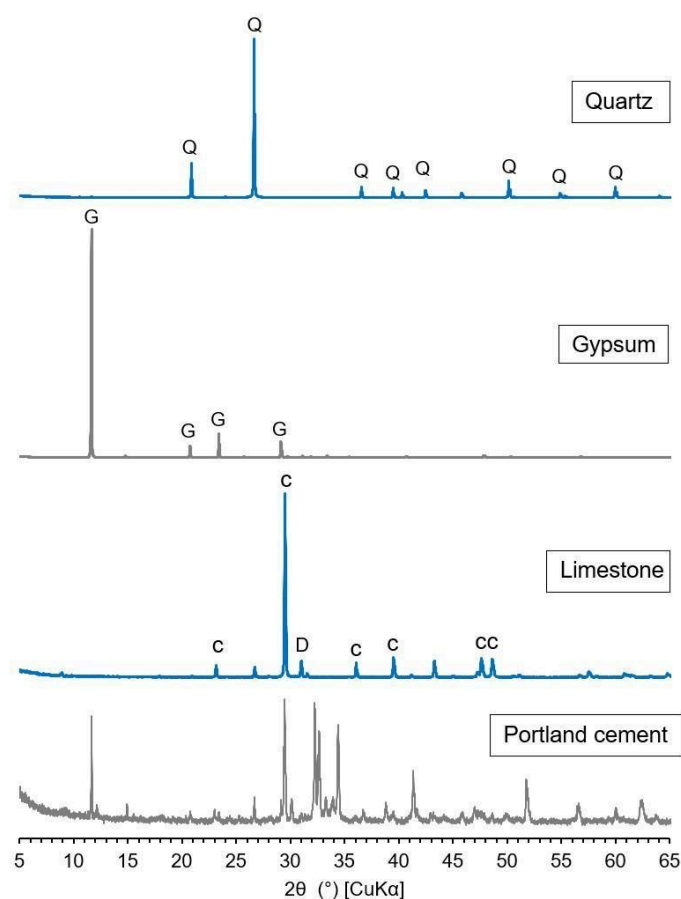 Q
Quartz
Q
Q Q Q Q Q Q
G
Gypsum
G G G
c
Limestone
c D c c cc
Portland cement
5 10 15 20 25 30 35 40 45 50 55 60 65
2θ (°) [CuKα]